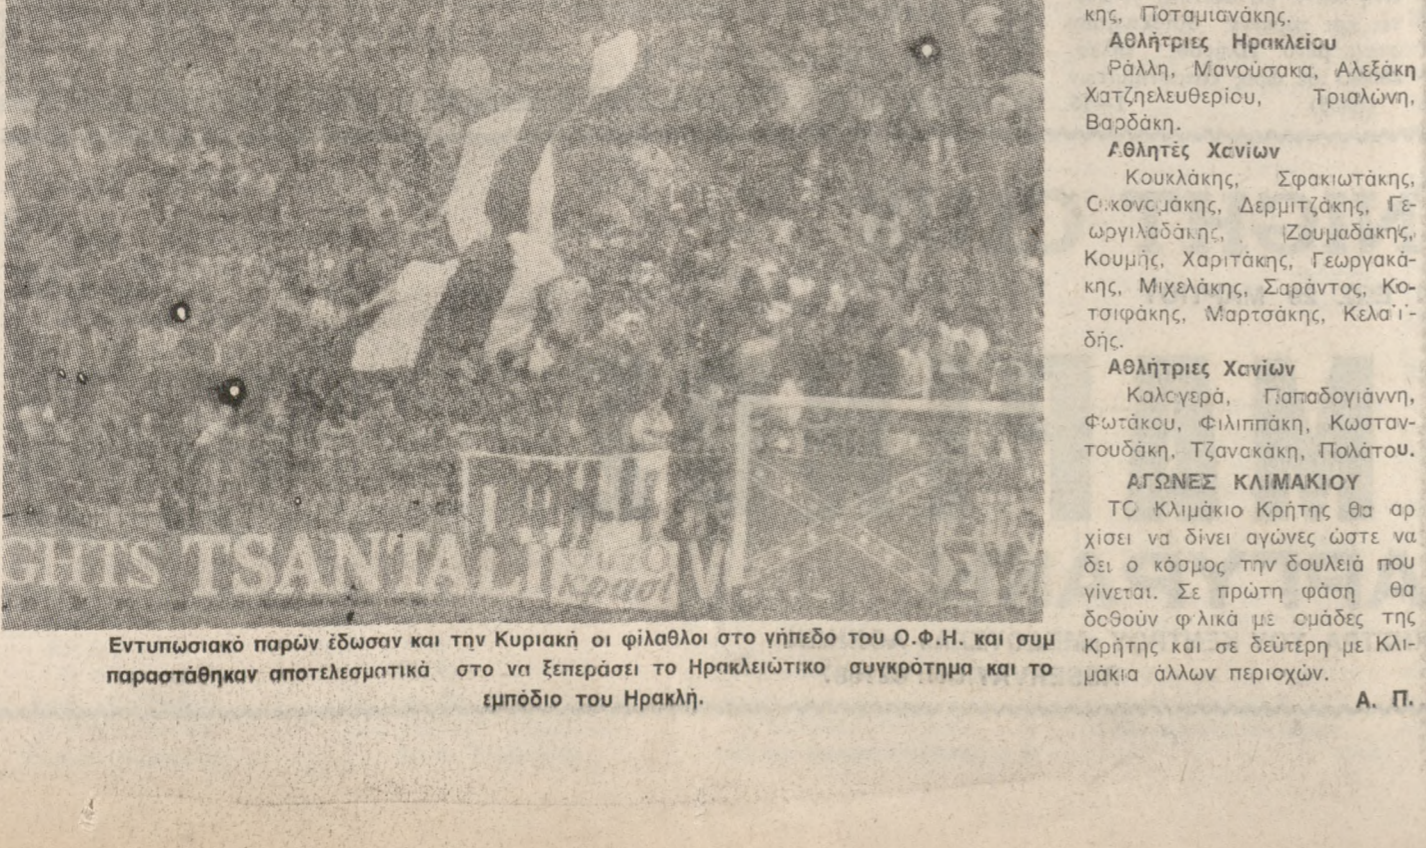 GHTS TSANTALI
κρασί
Εντυπωσιακό παρών έδωσαν και την Κυριακή οι φίλαθλοι στο γήπεδο του Ο.Φ.Η. και συμ
παραστάθηκαν αποτελεσματικά στο να ξεπεράσει το Ηρακλειώτικο συγκρότημα και το
εμπόδιο του Ηρακλή.
κης, Ποταμιανάκης.
Αθλήτριες Ηρακλείου
Ράλλη, Μανούσακα, Αλεξάκη
Χατζηελευθερίου, Τριαλώνη,
Βαρδάκη.
Αθλητές Χανίων
Κουκλάκης, Σφακιωτάκης,
Οικονομάκης, Δερμιτζάκης, Γε-
ωργιλαδάκης, Ζουμαδάκης,
Κουμής, Χαριτάκης, Γεωργακά-
κης, Μιχελάκης, Σαράντος, Κο-
τσιφάκης, Μαρτσάκης, Κελαϊ-
δής.
Αθλήτριες Χανίων
Καλογερά, Παπαδογιάννη,
Φωτάκου, Φιλιππάκη, Κωσταν-
τουδάκη, Τζανακάκη, Πολάτου.
ΑΓΩΝΕΣ ΚΛΙΜΑΚΙΟΥ
ΤΟ Κλιμάκιο Κρήτης θα αρ
χίσει να δίνει αγώνες ώστε να
δει ο κόσμος την δουλειά που
γίνεται. Σε πρώτη φάση θα
δοθούν φιλικά με ομάδες της
Κρήτης και σε δεύτερη με Κλι-
μάκια άλλων περιοχών.
Α. Π.